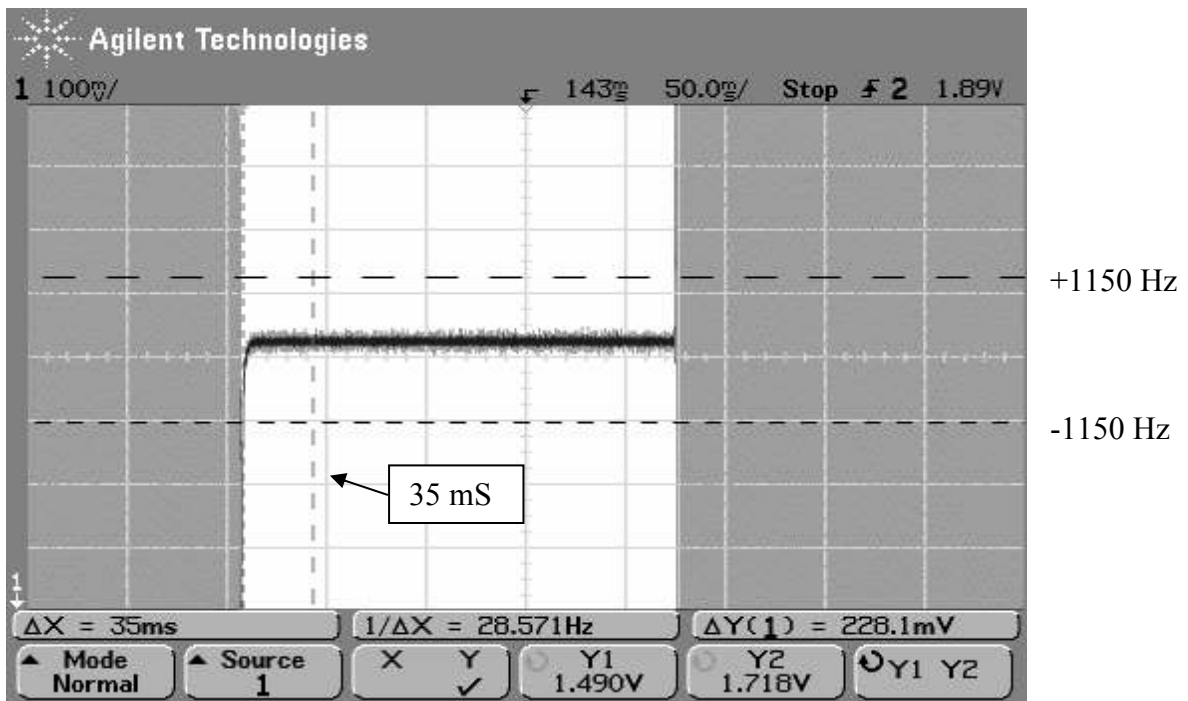 Agilent Technologies
1 100mV/ 143ms 50.0ms/ Stop 2 1.89V
+1150 Hz
-1150 Hz
35 mS
1
ΔX = 35ms 1/ΔX = 28.571Hz ΔY(1) = 228.1mV
Mode Source X Y Y1 Y2 Y1 Y2
Normal 1 ✓ 1.490V 1.718V